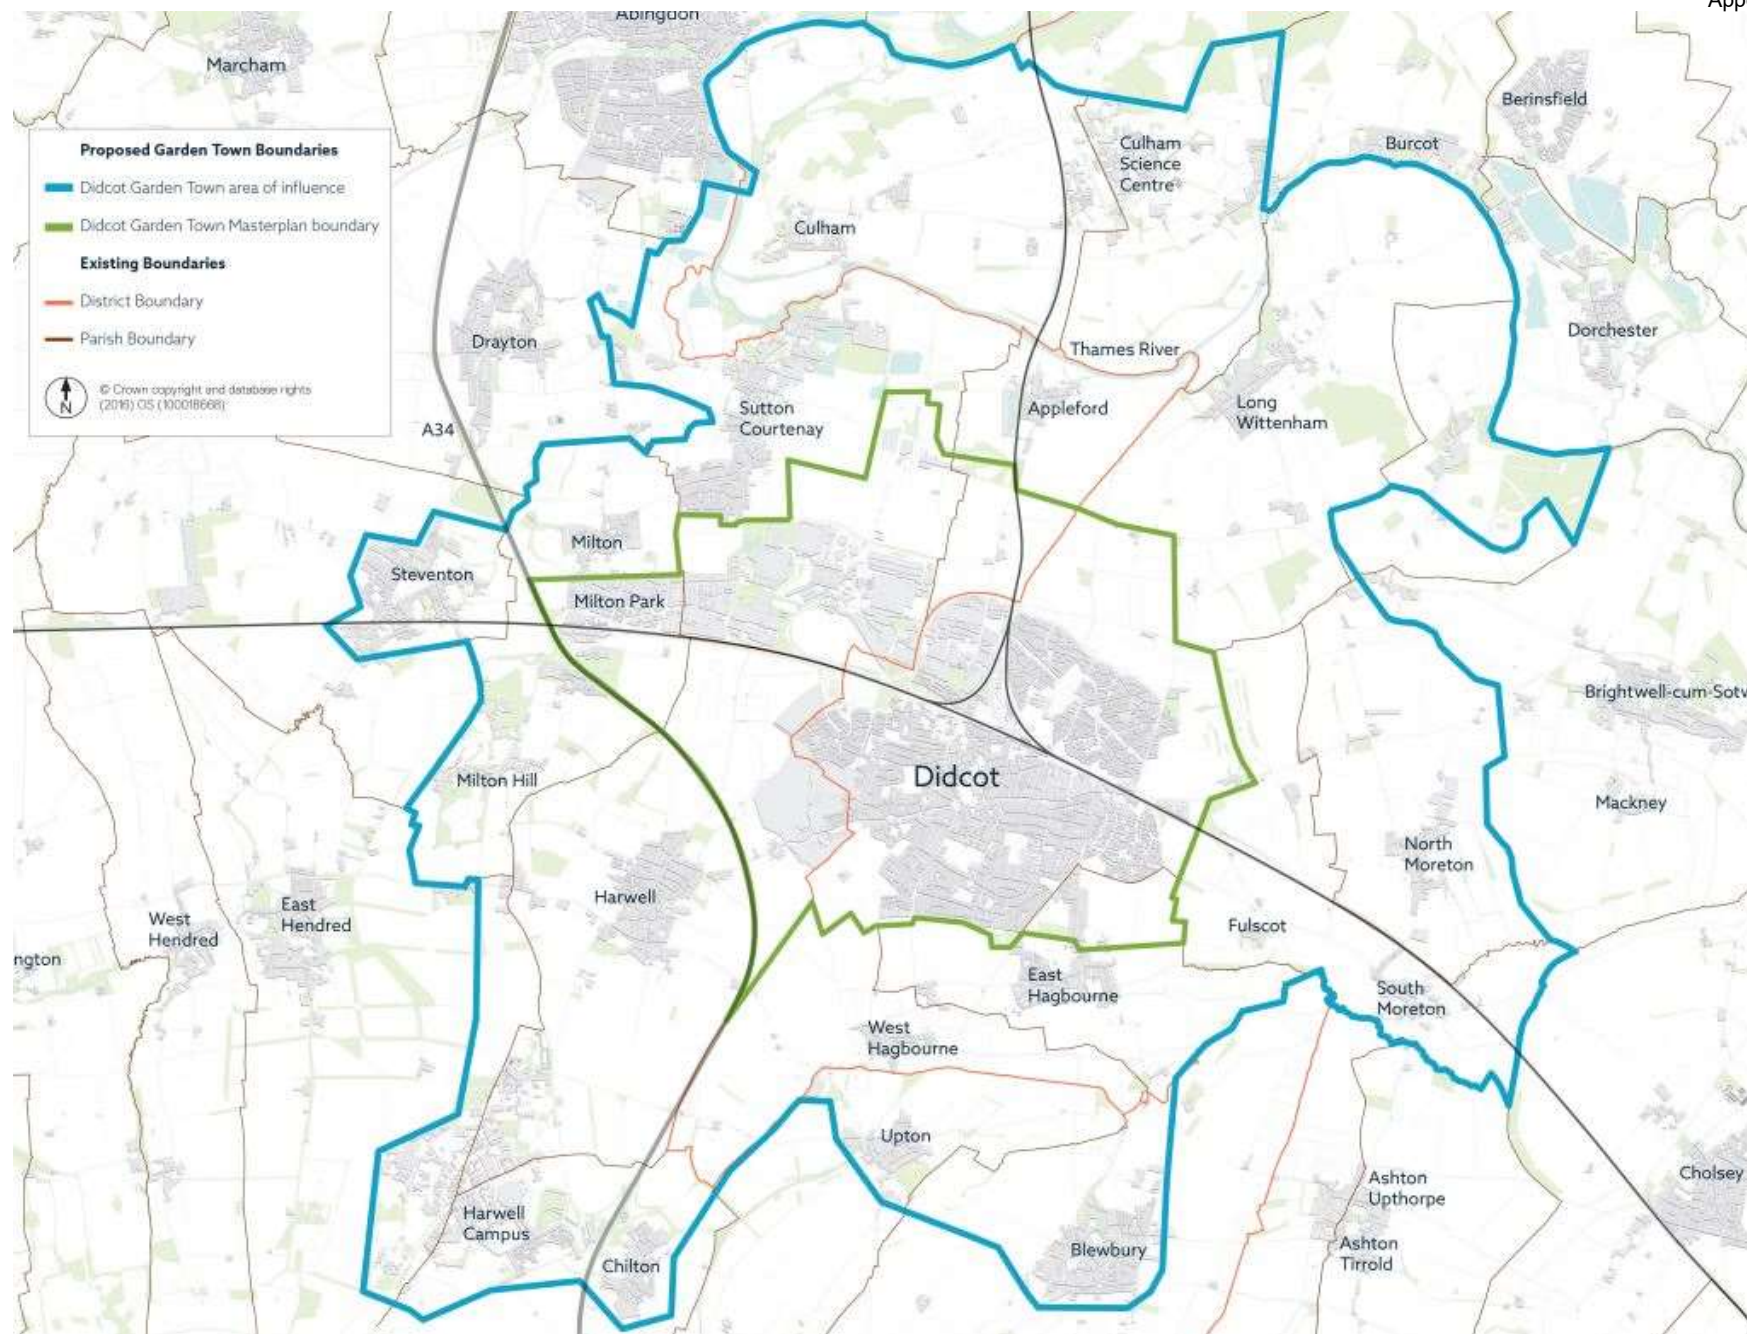 App
Abingdon
Marcham
Berinsfield
Burcot
Culham
Science
Centre
Proposed Garden Town Boundaries
Didcot Garden Town area of influence
Didcot Garden Town Masterplan boundary
Existing Boundaries
District Boundary
Parish Boundary
N
© Crown copyright and database rights
(2016) OS (100018668)
Culham
Drayton
Dorchester
Thames River
A34
Sutton
Courtenay
Appleford
Long
Wittenham
Milton
Steventon
Milton Park
Brightwell-cum-Sotw
Didcot
Milton Hill
Mackney
North
Moreton
Harwell
East
Hendred
West
Hendred
Fulscot
ngton
East
Hagbourne
South
Moreton
West
Hagbourne
Upton
Cholsey
Ashton
Upthorpe
Harwell
Campus
Chilton
Blewbury
Ashton
Tirrold